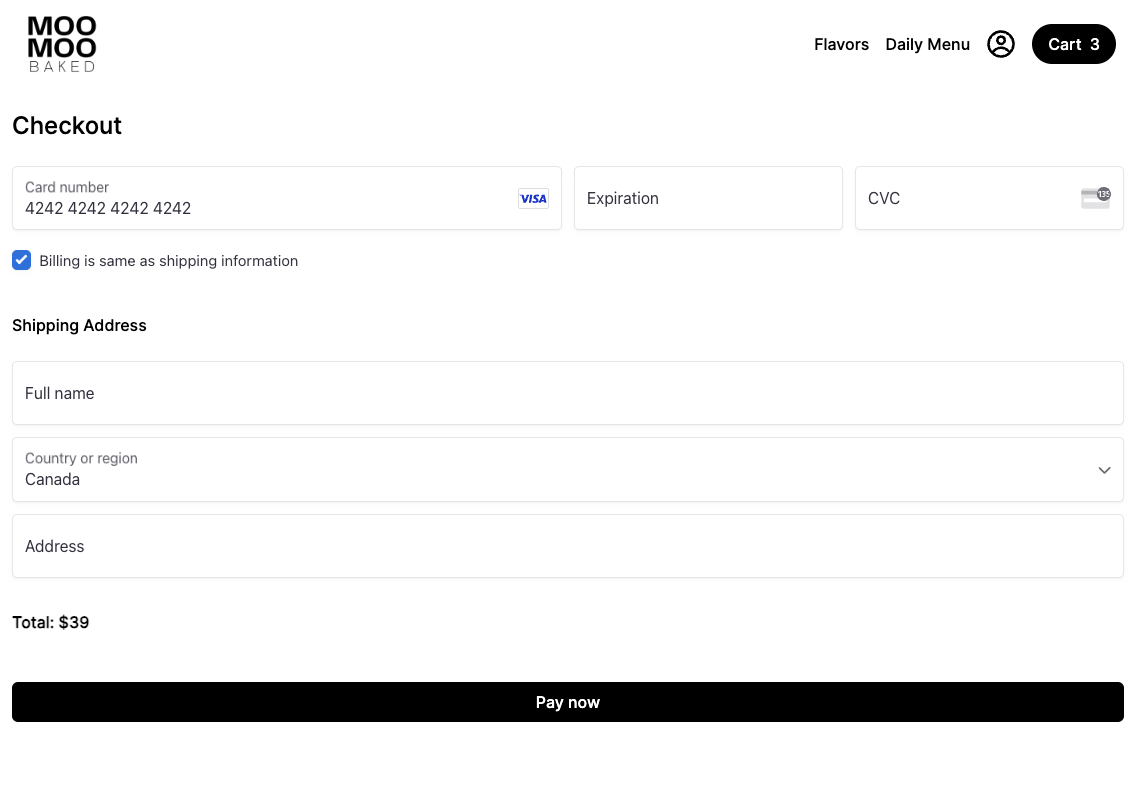 MOO
MOO
BAKED
Flavors
Daily Menu
Cart 3
Checkout
Card number
4242 4242 4242 4242
VISA
Expiration
CVC
135
Billing is same as shipping information
Shipping Address
Full name
Country or region
Canada
Address
Total: $39
Pay now